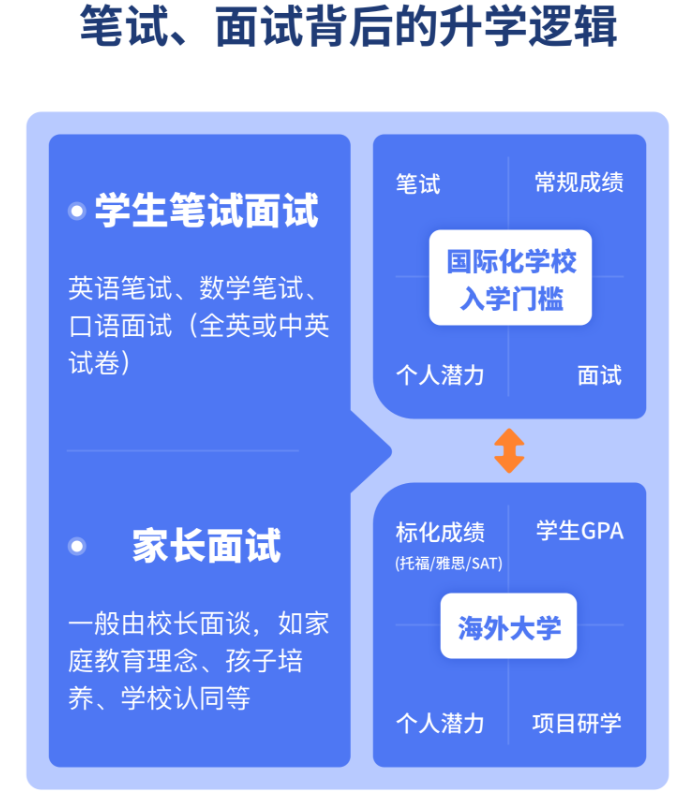 笔试、面试背后的升学逻辑
学生笔试面试
英语笔试、数学笔试、
口语面试（全英或中英
试卷）
家长面试
一般由校长面谈，如家
庭教育理念、孩子培
养、学校认同等
笔试
常规成绩
国际化学校
入学门槛
个人潜力
面试
标化成绩
(托福/雅思/SAT)
学生GPA
海外大学
个人潜力
项目研学